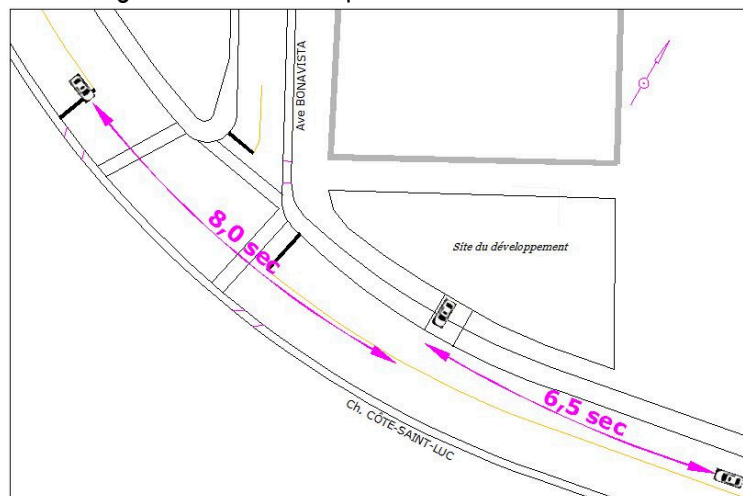 Ave BONAVISTA
8,0 sec
Site du développement
6,5 sec
Ch. CÔTE-SAINT-LUC